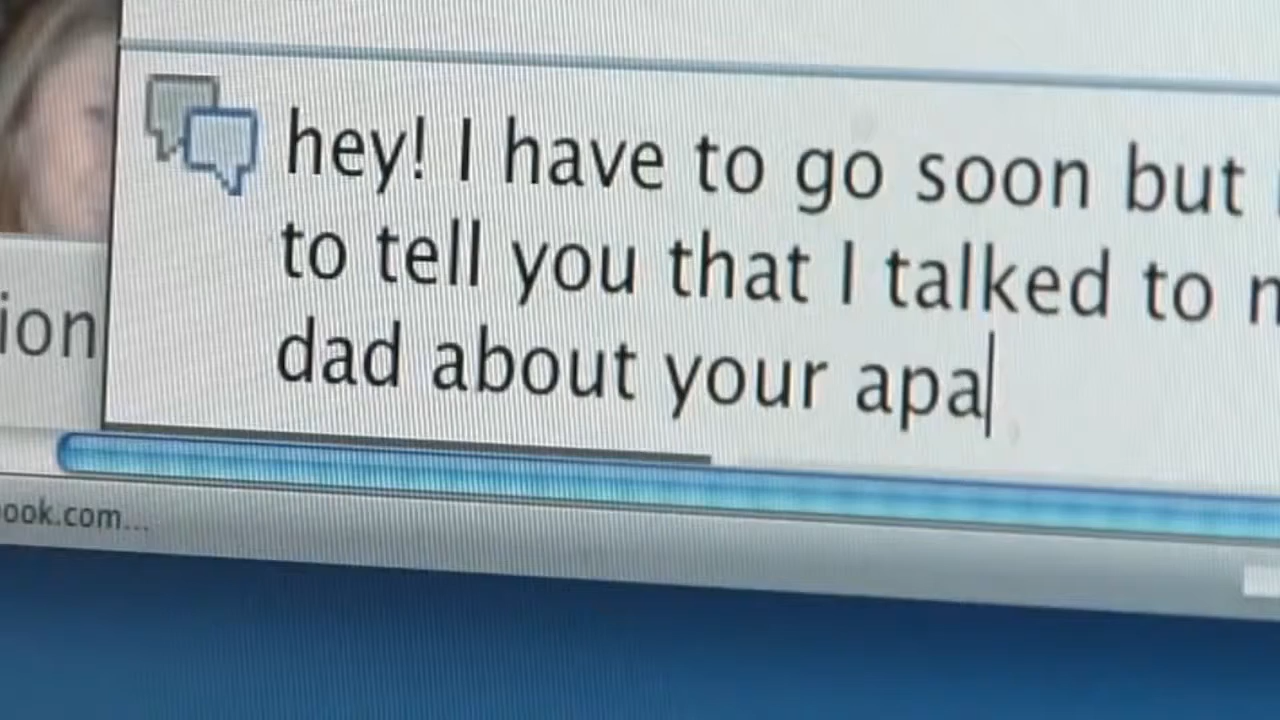 hey! I have to go soon but
to tell you that I talked to
dad about your apa
ion
ook.com...